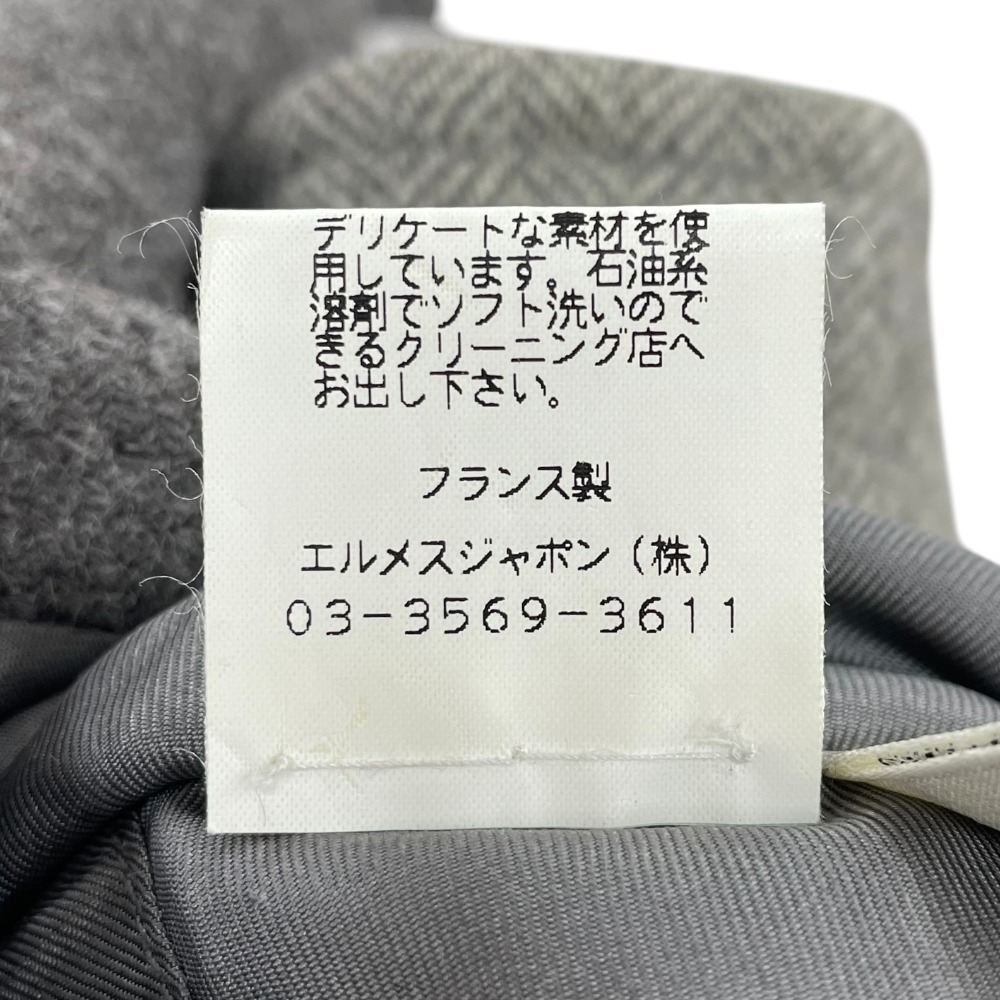 デリケートな素材を使
用しています。石油系
溶剤でソフト洗いので
きるクリーニング店へ
お出し下さい。
フランス製
エルメスジャポン(株)
03-3569-3611